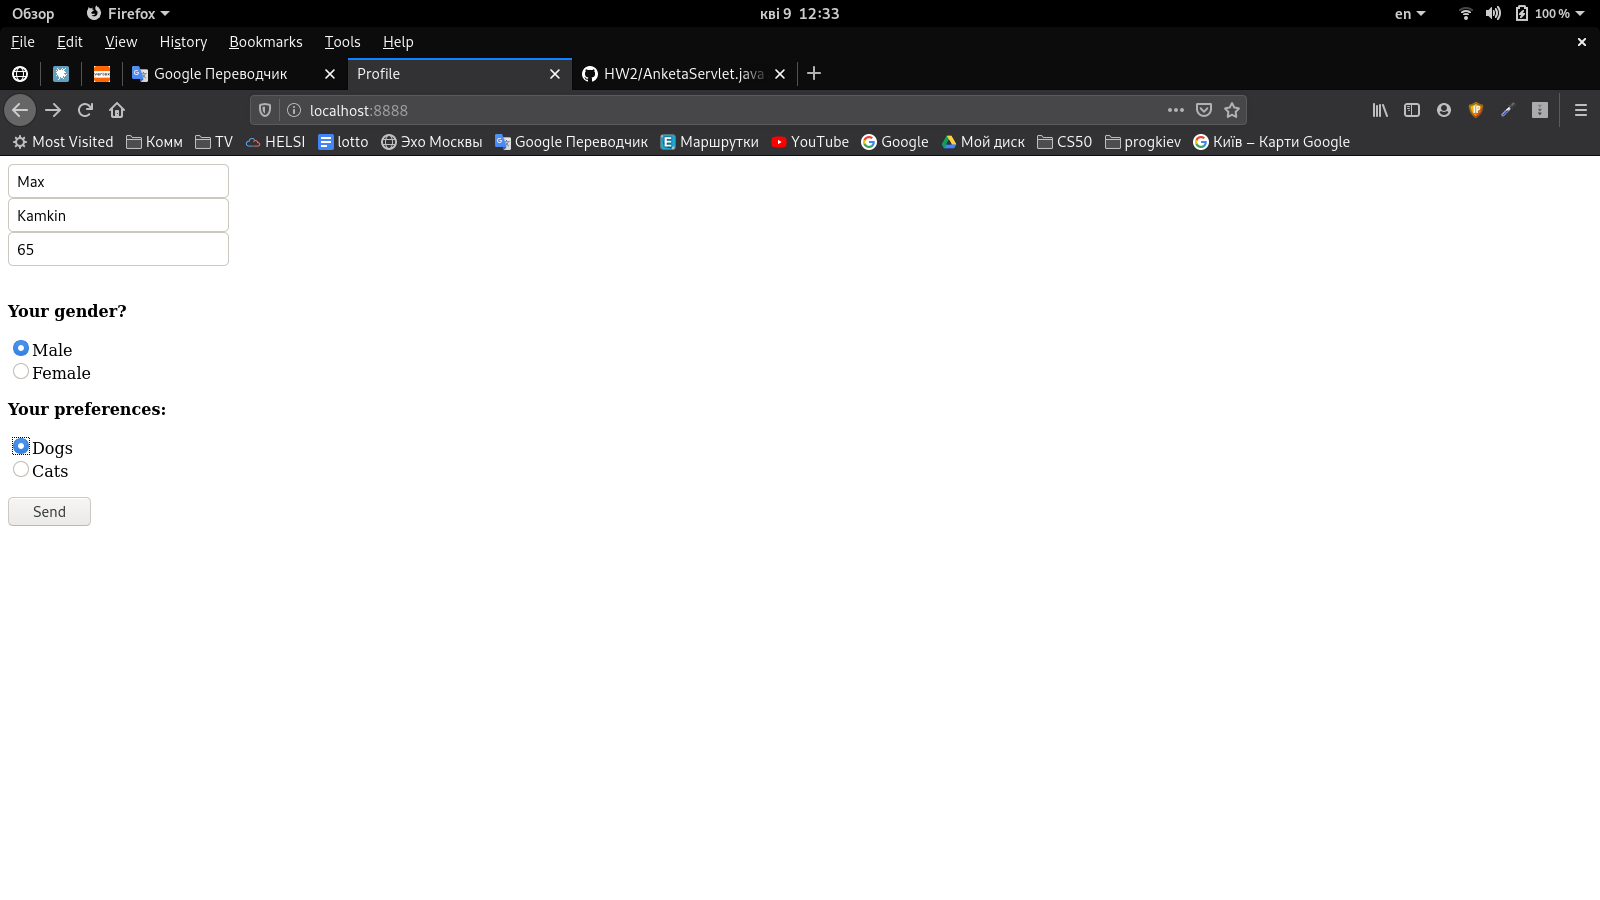 Обзор Firefox кві 9 12:33 en 100 %
File Edit View History Bookmarks Tools Help
Google Переводчик Profile HW2/AnketaServlet.java
localhost:8888
Most Visited Комм TV HELSI lotto Эхо Москвы Google Переводчик Маршрутки YouTube Google Мой диск CS50 progkiev Київ – Карти Google
Max
Kamkin
65
Your gender?
Male
Female
Your preferences:
Dogs
Cats
Send